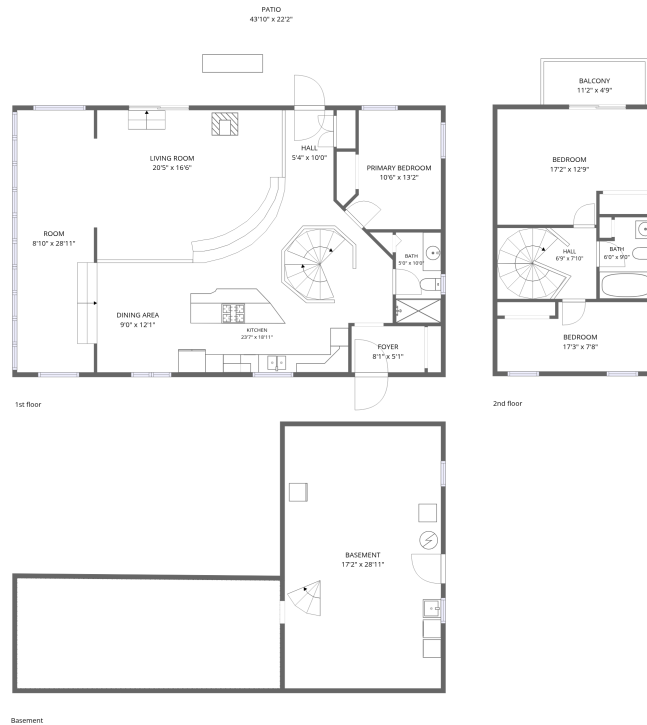 PATIO
43'10" x 22'2"
BALCONY
11'2" x 4'9"
HALL
5'4" x 10'0"
LIVING ROOM
20'5" x 16'6"
PRIMARY BEDROOM
10'6" x 13'2"
BEDROOM
17'2" x 12'9"
ROOM
8'10" x 28'11"
BATH
5'0" x 10'0"
HALL
6'9" x 7'10"
BATH
6'0" x 9'0"
DINING AREA
9'0" x 12'1"
KITCHEN
23'7" x 18'11"
FOYER
8'1" x 5'1"
BEDROOM
17'3" x 7'8"
1st floor
2nd floor
BASEMENT
17'2" x 28'11"
Basement